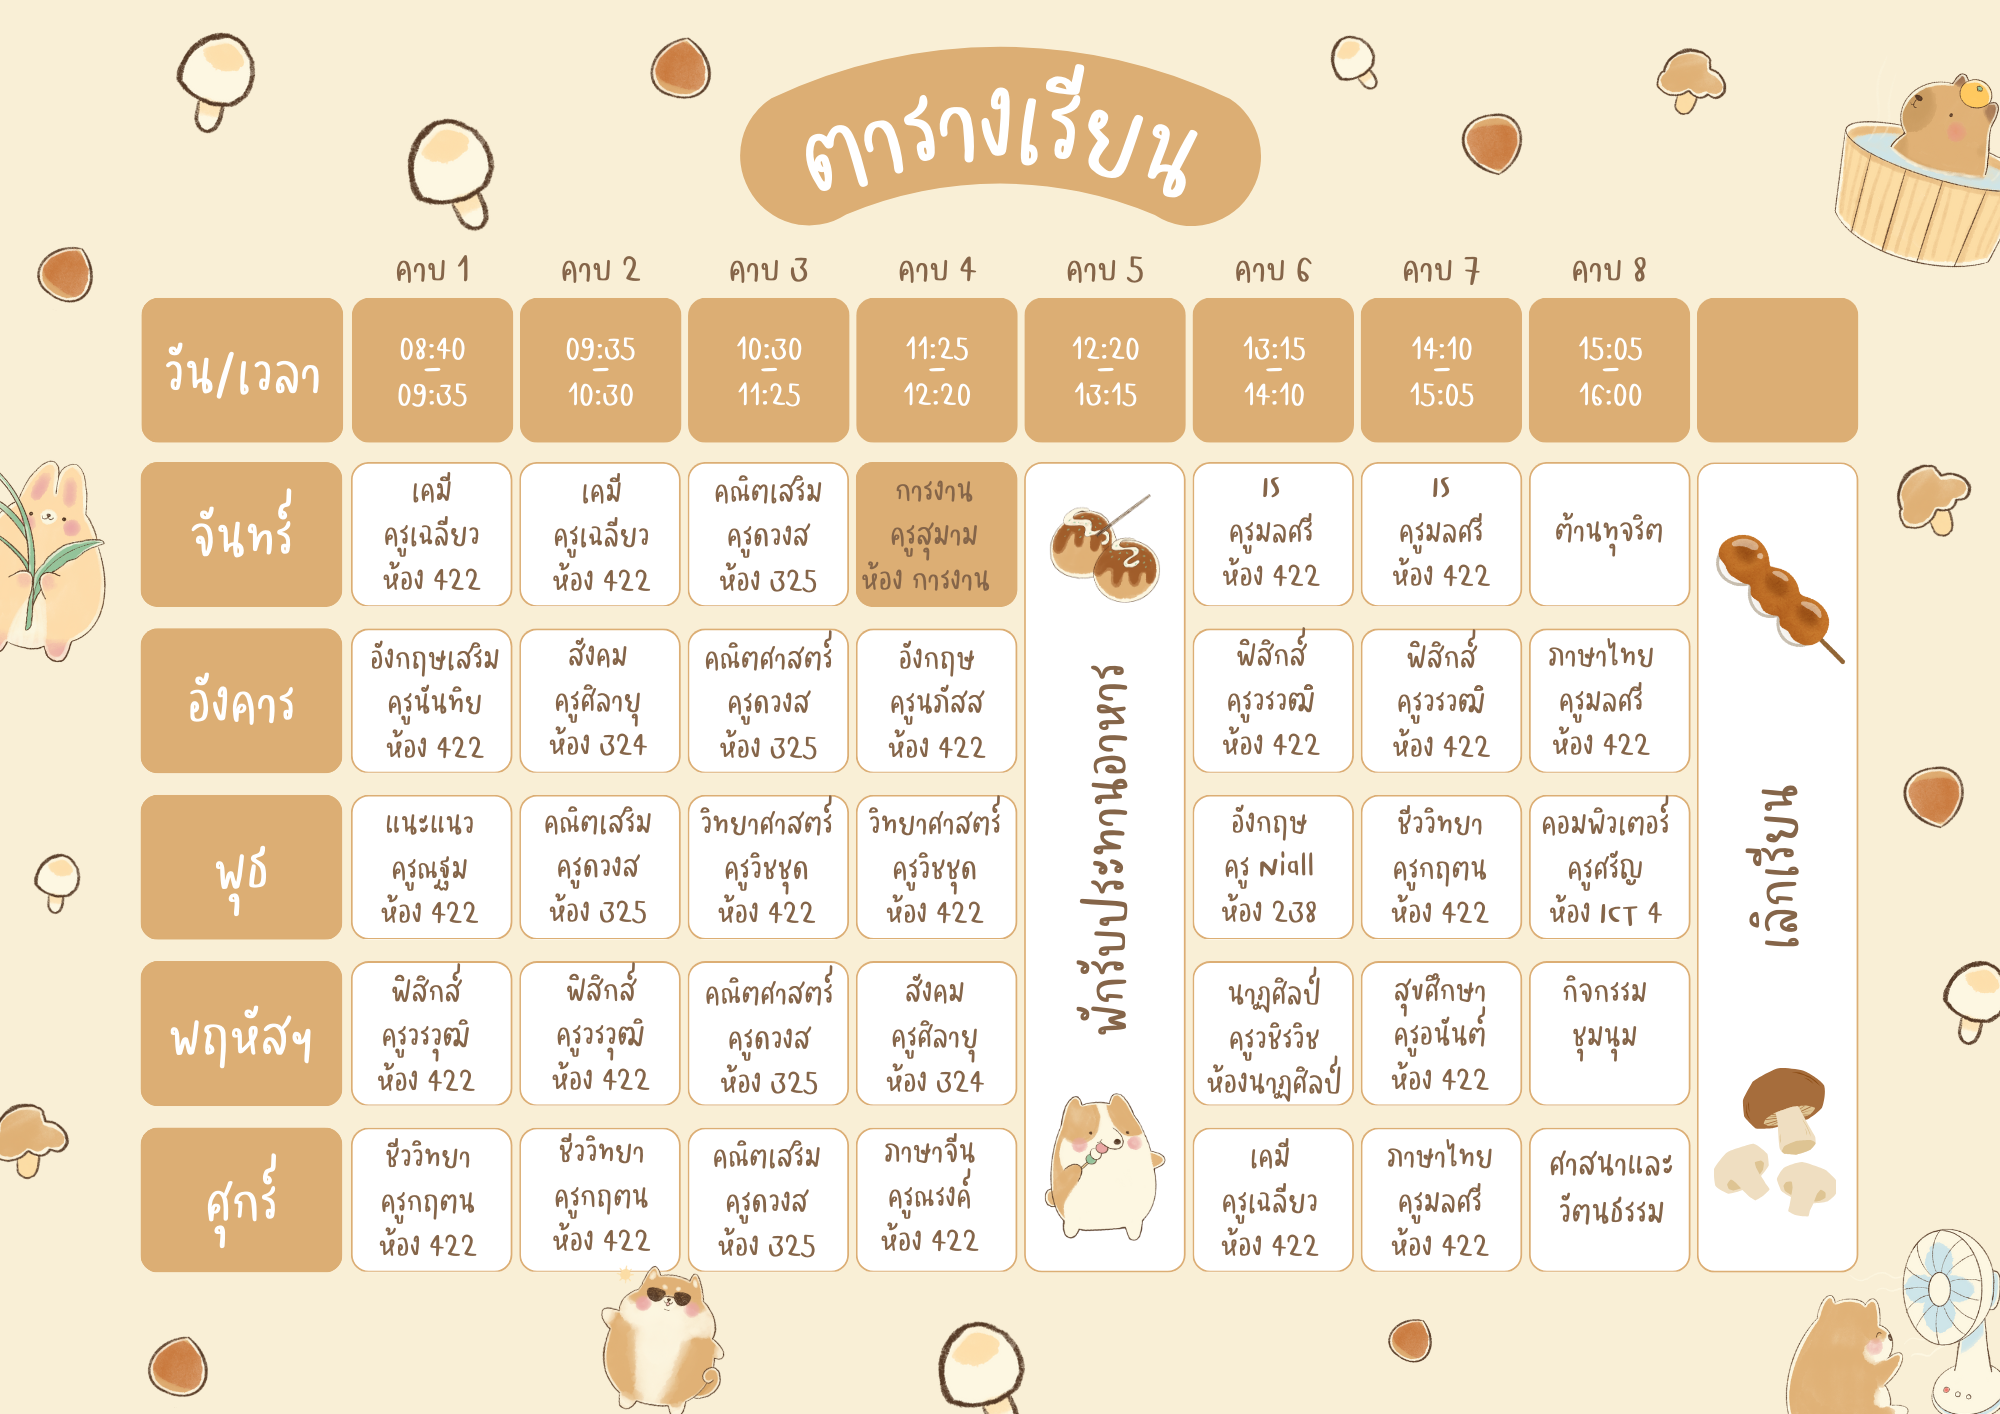 ตารางเรียน
คาบ 1
คาบ 2
คาบ 3
คาบ 4
คาบ 5
คาบ 6
คาบ 7
คาบ 8
วัน/เวลา
08:40
–
09:35
09:35
–
10:30
10:30
–
11:25
11:25
–
12:20
12:20
–
13:15
13:15
–
14:10
14:10
–
15:05
15:05
–
16:00
จันทร์
เคมี
ครูเฉลียว
ห้อง 422
เคมี
ครูเฉลียว
ห้อง 422
คณิตเสริม
ครูดวงส
ห้อง 325
การงาน
ครูสุมาม
ห้อง การงาน
พักรับประทานอาหาร
IS
ครูมลศรี
ห้อง 422
IS
ครูมลศรี
ห้อง 422
ต้านทุจริต
เลิกเรียน
อังคาร
อังกฤษเสริม
ครูนันทิย
ห้อง 422
สังคม
ครูศิลายุ
ห้อง 324
คณิตศาสตร์
ครูดวงส
ห้อง 325
อังกฤษ
ครูนภัสส
ห้อง 422
ฟิสิกส์
ครูวรวฒิ
ห้อง 422
ฟิสิกส์
ครูวรวฒิ
ห้อง 422
ภาษาไทย
ครูมลศรี
ห้อง 422
พุธ
แนะแนว
ครูณฐม
ห้อง 422
คณิตเสริม
ครูดวงส
ห้อง 325
วิทยาศาสตร์
ครูวิชชุด
ห้อง 422
วิทยาศาสตร์
ครูวิชชุด
ห้อง 422
อังกฤษ
ครู Niall
ห้อง 238
ชีววิทยา
ครูกฤตน
ห้อง 422
คอมพิวเตอร์
ครูศรัญ
ห้อง ICT 4
พฤหัสฯ
ฟิสิกส์
ครูวรวุฒิ
ห้อง 422
ฟิสิกส์
ครูวรวุฒิ
ห้อง 422
คณิตศาสตร์
ครูดวงส
ห้อง 325
สังคม
ครูศิลายุ
ห้อง 324
นาฏศิลป์
ครูวชิรวิช
ห้องนาฏศิลป์
สุขศึกษา
ครูอนันต์
ห้อง 422
กิจกรรม
ชุมนุม
ศุกร์
ชีววิทยา
ครูกฤตน
ห้อง 422
ชีววิทยา
ครูกฤตน
ห้อง 422
คณิตเสริม
ครูดวงส
ห้อง 325
ภาษาจีน
ครูณรงค์
ห้อง 422
เคมี
ครูเฉลียว
ห้อง 422
ภาษาไทย
ครูมลศรี
ห้อง 422
ศาสนาและ
วัฒนธรรม